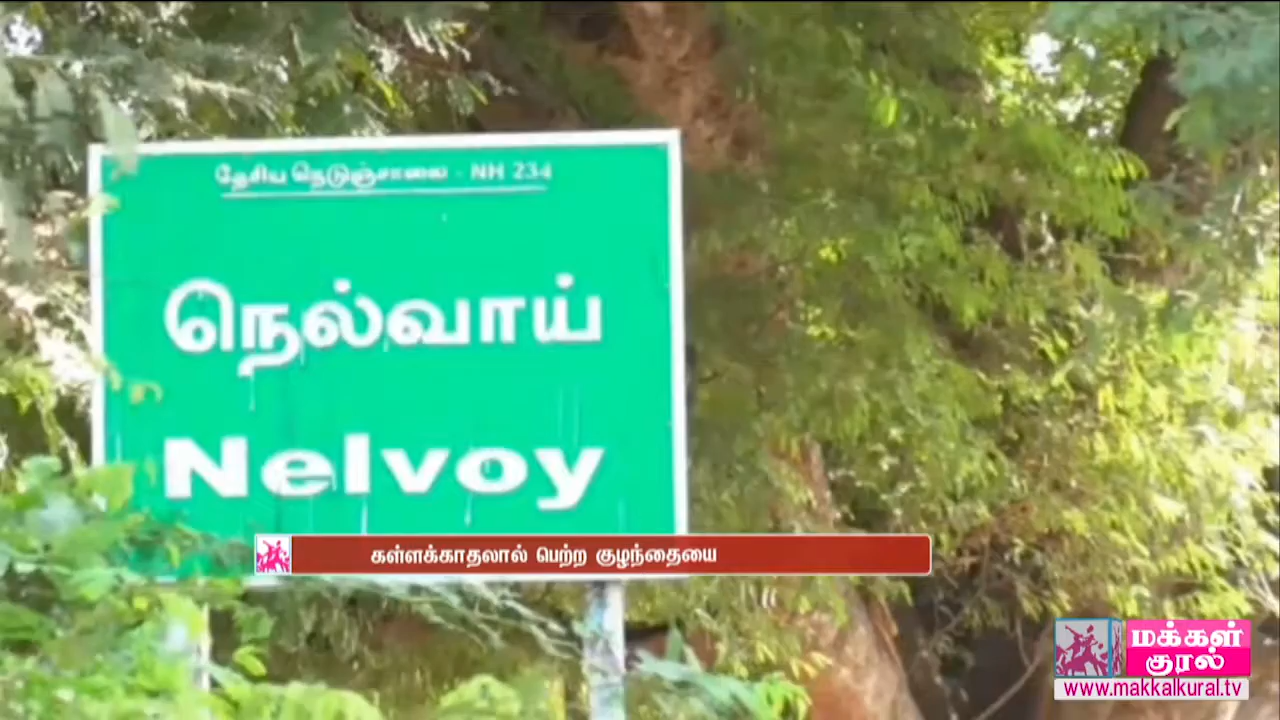 தேசிய நெடுஞ்சாலை - NH 234
நெல்வாய்
Nelvoy
கள்ளக்காதலால் பெற்ற குழந்தையை
மக்கள்
குரல்
www.makkalkural.tv